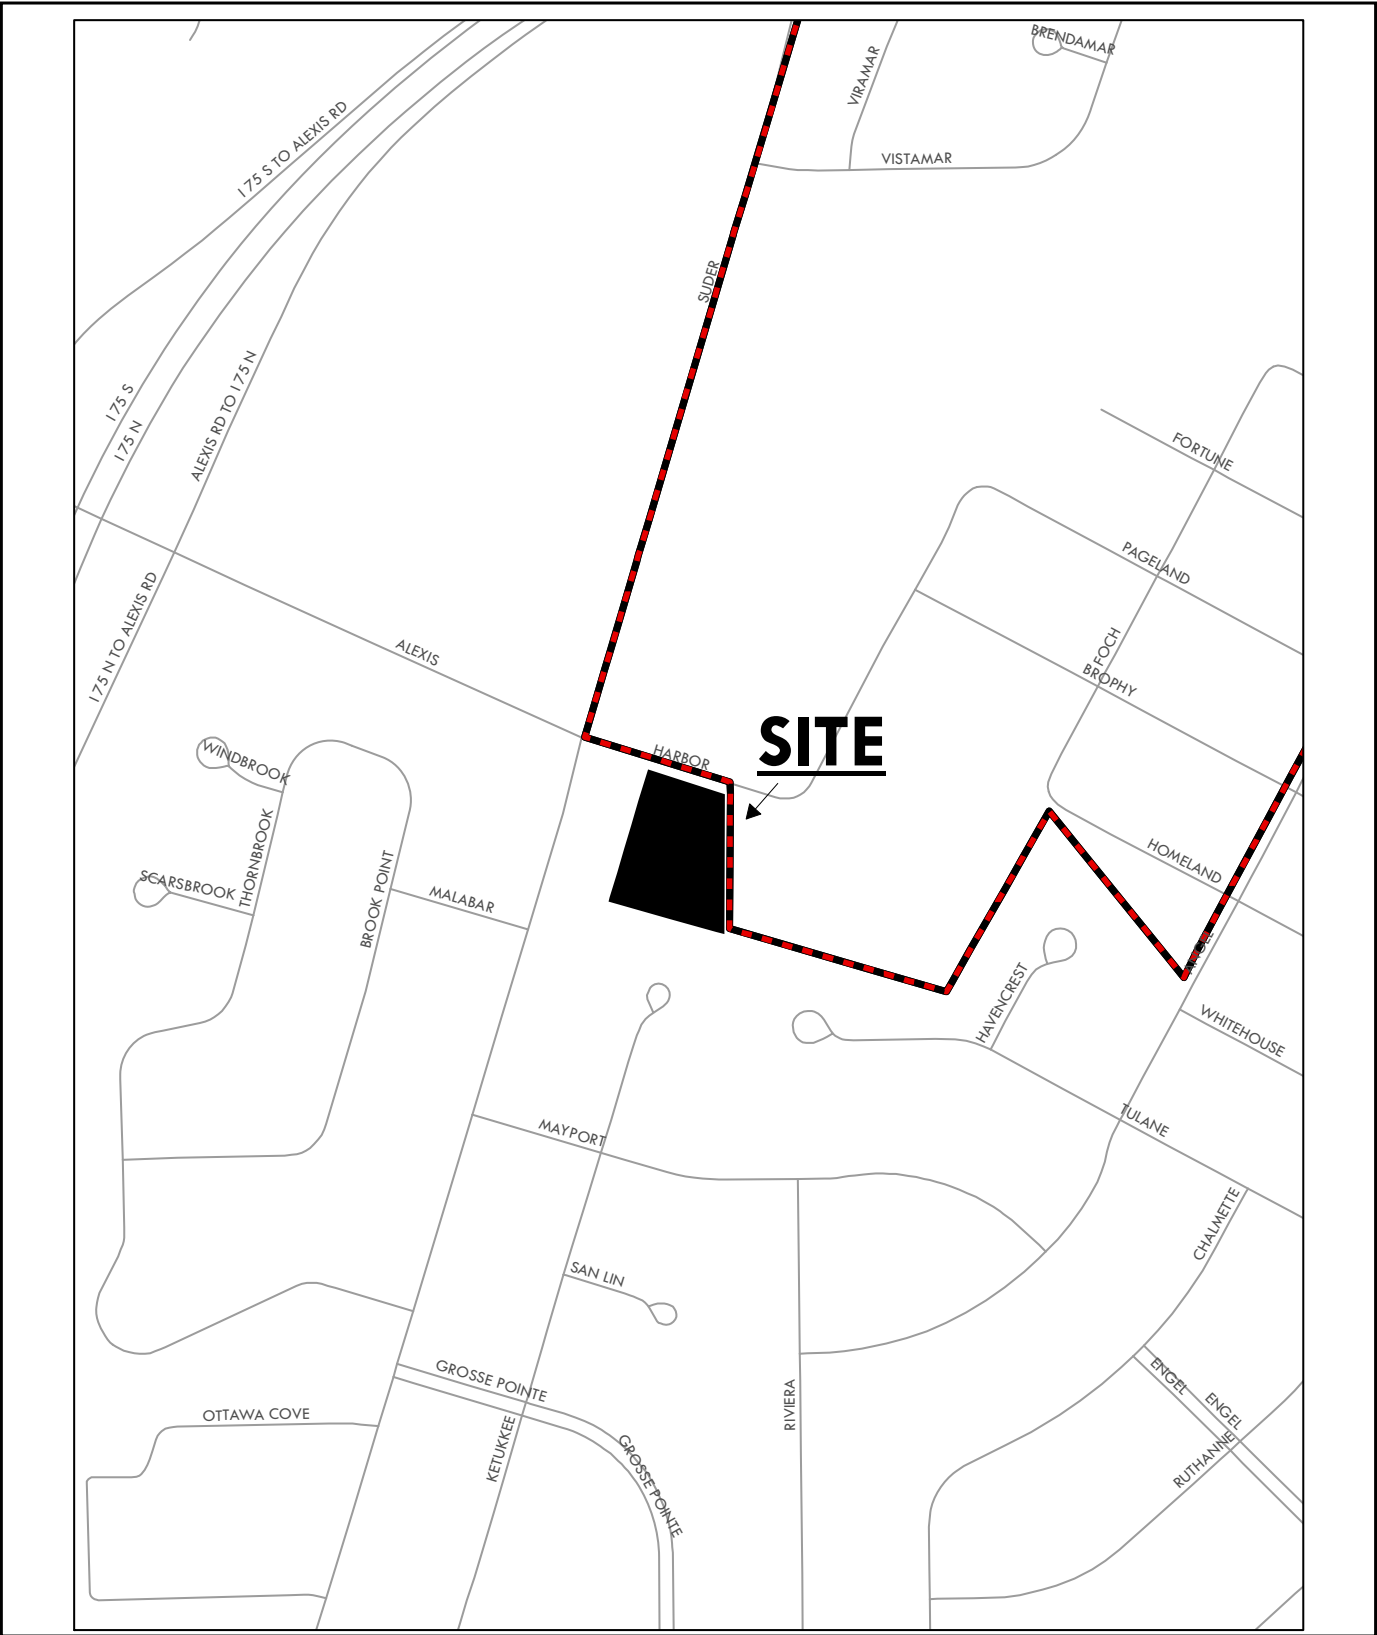 BRENDAMAR
VIRAMAR
VISTAMAR
I 75 S TO ALEXIS RD
SUDER
I 75 S
I 75 N
ALEXIS RD TO I 75 N
FORTUNE
PAGELAND
I 75 N TO ALEXIS RD
ALEXIS
FOCH
BROPHY
SITE
HARBOR
WINDBROOK
THORNBROOK
SCARSBROOK
BROOK POINT
MALABAR
HOMELAND
HAVENCREST
WHITEHOUSE
MAYPORT
TULANE
CHALMETTE
SAN LIN
GROSSE POINTE
ENGEL
ENGEL
RIVIERA
OTTAWA COVE
KETUKKEE
GROSSE POINTE
RUTHANNE